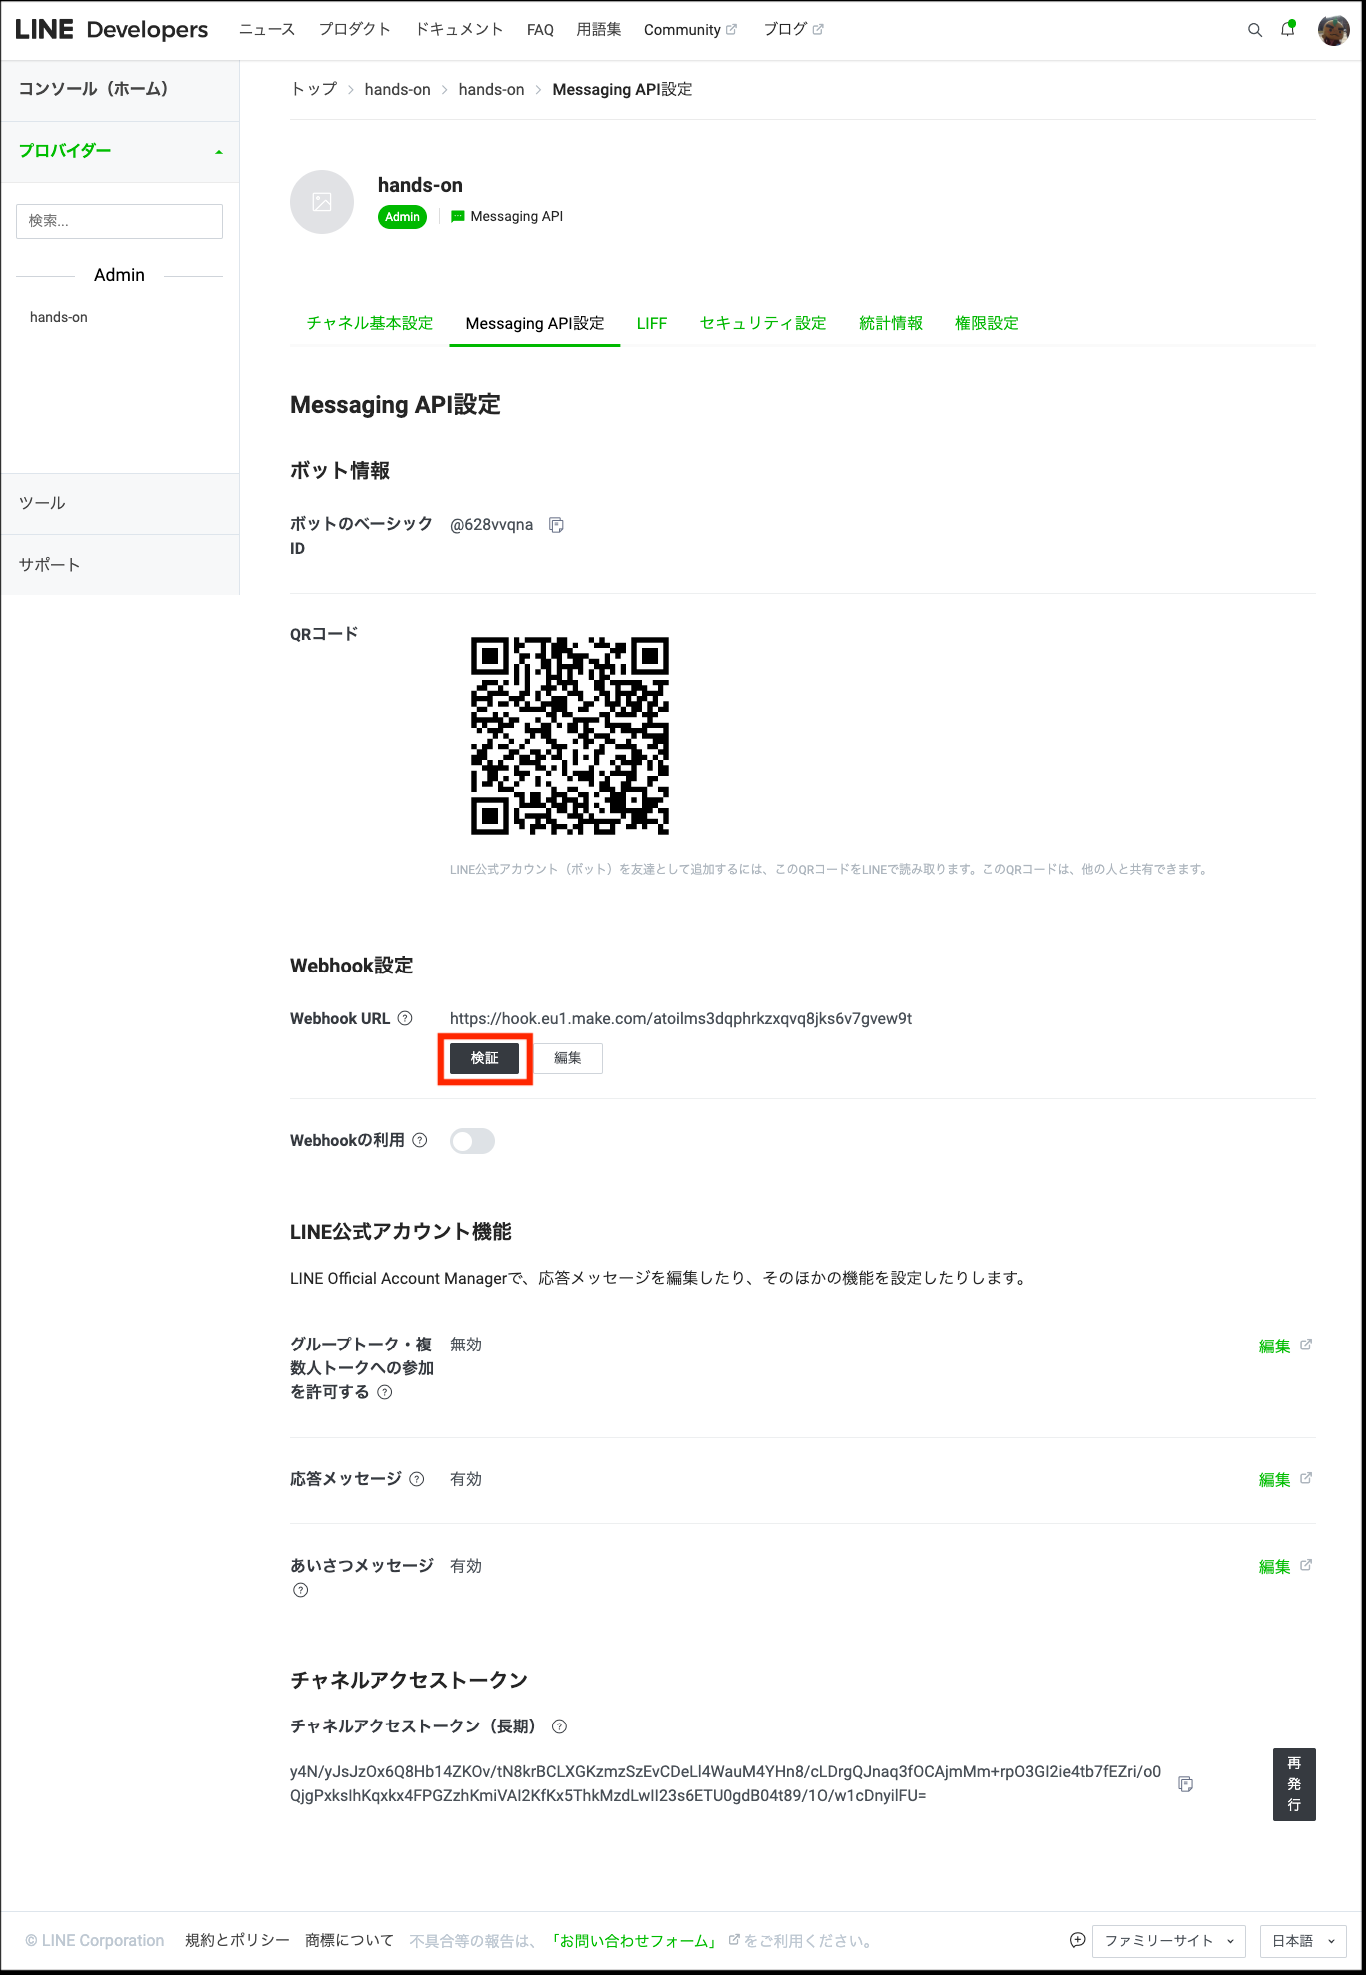 LINE Developers ニュース プロダクト ドキュメント FAQ 用語集 Community ブログ
コンソール（ホーム）
プロバイダー
検索...
Admin
hands-on
ツール
サポート
トップ > hands-on > hands-on > Messaging API設定
hands-on
Admin Messaging API
チャネル基本設定 Messaging API設定 LIFF セキュリティ設定 統計情報 権限設定
Messaging API設定
ボット情報
ボットのベーシック
ID
@628vvqna
QRコード
LINE公式アカウント（ボット）を友達として追加するには、このQRコードをLINEで読み取ります。このQRコードは、他の人と共有できます。
Webhook設定
Webhook URL https://hook.eu1.make.com/atoilms3dqphrkzxqvq8jks6v7gvew9t
検証 編集
Webhookの利用
LINE公式アカウント機能
LINE Official Account Managerで、応答メッセージを編集したり、そのほかの機能を設定したりします。
グループトーク・複
数人トークへの参加
を許可する
無効 編集
応答メッセージ 有効 編集
あいさつメッセージ 有効 編集
チャネルアクセストークン
チャネルアクセストークン（長期）
y4N/yJsJzOx6Q8Hb14ZKOv/tN8krBCLXGKzmzSzEvCDeLl4WauM4YHn8/cLDrgQJnaq3fOCAjmMm+rpO3GI2ie4tb7fEZri/o0
QjgPxksIhKqxkx4FPGZzhKmiVAI2KfKx5ThkMzdLwII23s6ETU0gdB04t89/1O/w1cDnyilFU=
再
発
行
© LINE Corporation 規約とポリシー 商標について 不具合等の報告は、「お問い合わせフォーム」をご利用ください。 ファミリーサイト 日本語